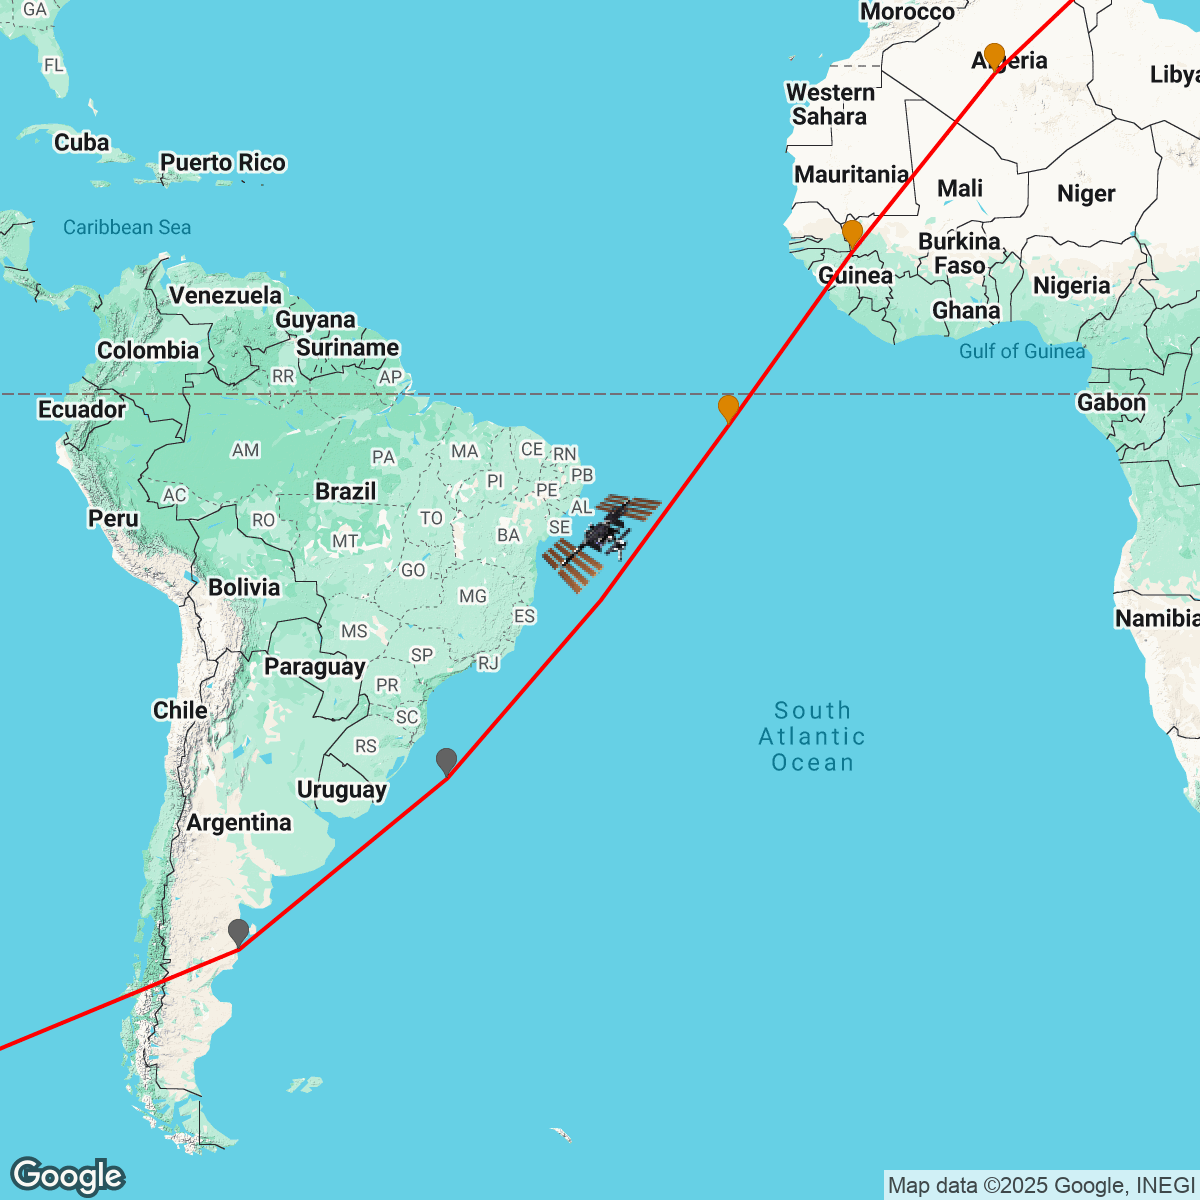 GA
Morocco
FL
Algeria
Libya
Western
Sahara
Cuba
Puerto Rico
Mauritania
Mali
Niger
Caribbean Sea
Burkina
Faso
Guinea
Nigeria
Venezuela
Ghana
Guyana
Suriname
Colombia
Gulf of Guinea
RR
AP
Ecuador
Gabon
AM
PA
MA
CE
RN
PI
PB
Brazil
PE
AC
AL
Peru
RO
TO
SE
MT
BA
GO
Bolivia
MG
ES
Namibia
MS
SP
RJ
Paraguay
PR
Chile
SC
South
Atlantic
Ocean
RS
Uruguay
Argentina
Google
Map data ©2025 Google, INEGI